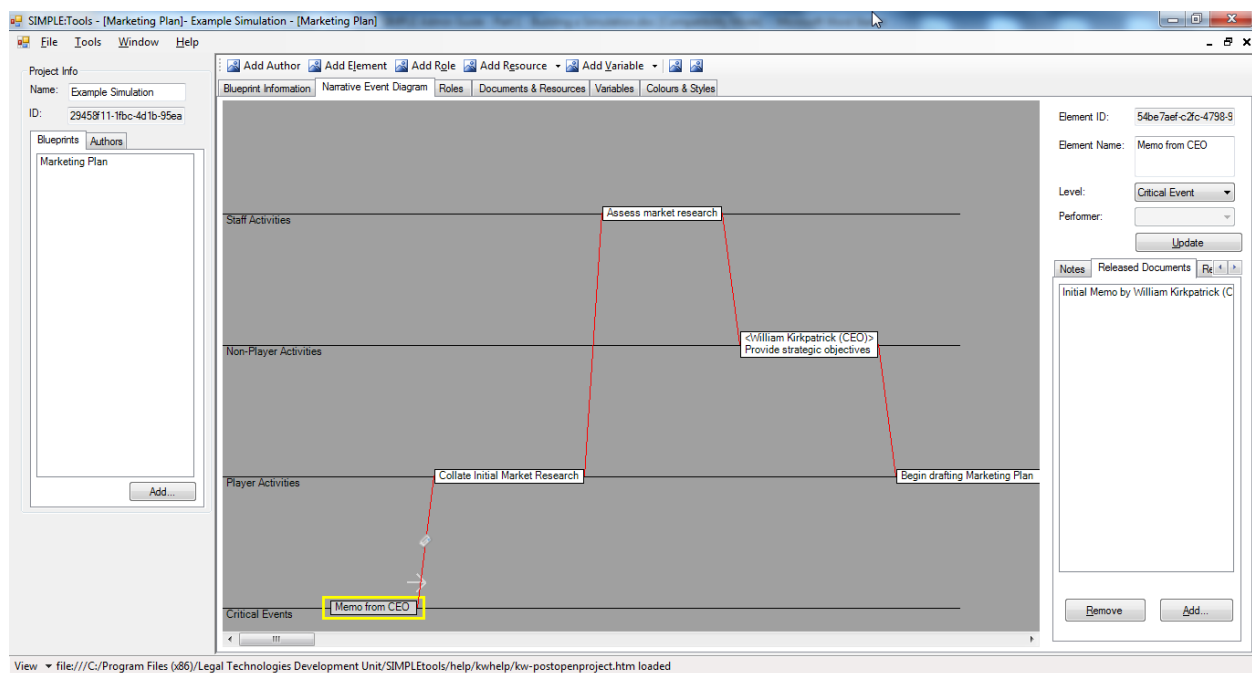 SIMPLE:Tools - [Marketing Plan]- Example Simulation - [Marketing Plan]
File Tools Window Help
Project Info
Name: Example Simulation
ID: 29458f11-1fbc-4d1b-95ea
Blueprints Authors
Marketing Plan
Add...
Add Author Add Element Add Role Add Resource Add Variable
Blueprint Information Narrative Event Diagram Roles Documents & Resources Variables Colours & Styles
Staff Activities
Assess market research
Non-Player Activities
<William Kirkpatrick (CEO)>
Provide strategic objectives
Player Activities
Collate Initial Market Research
Begin drafting Marketing Plan
Critical Events
Memo from CEO
Element ID: 54be7aef-c2fc-4798-9
Element Name: Memo from CEO
Level: Critical Event
Performer:
Update
Notes Released Documents Re
Initial Memo by William Kirkpatrick (C
Remove Add...
View file:///C:/Program Files (x86)/Legal Technologies Development Unit/SIMPLEtools/help/kwhelp/kw-postopenproject.htm loaded